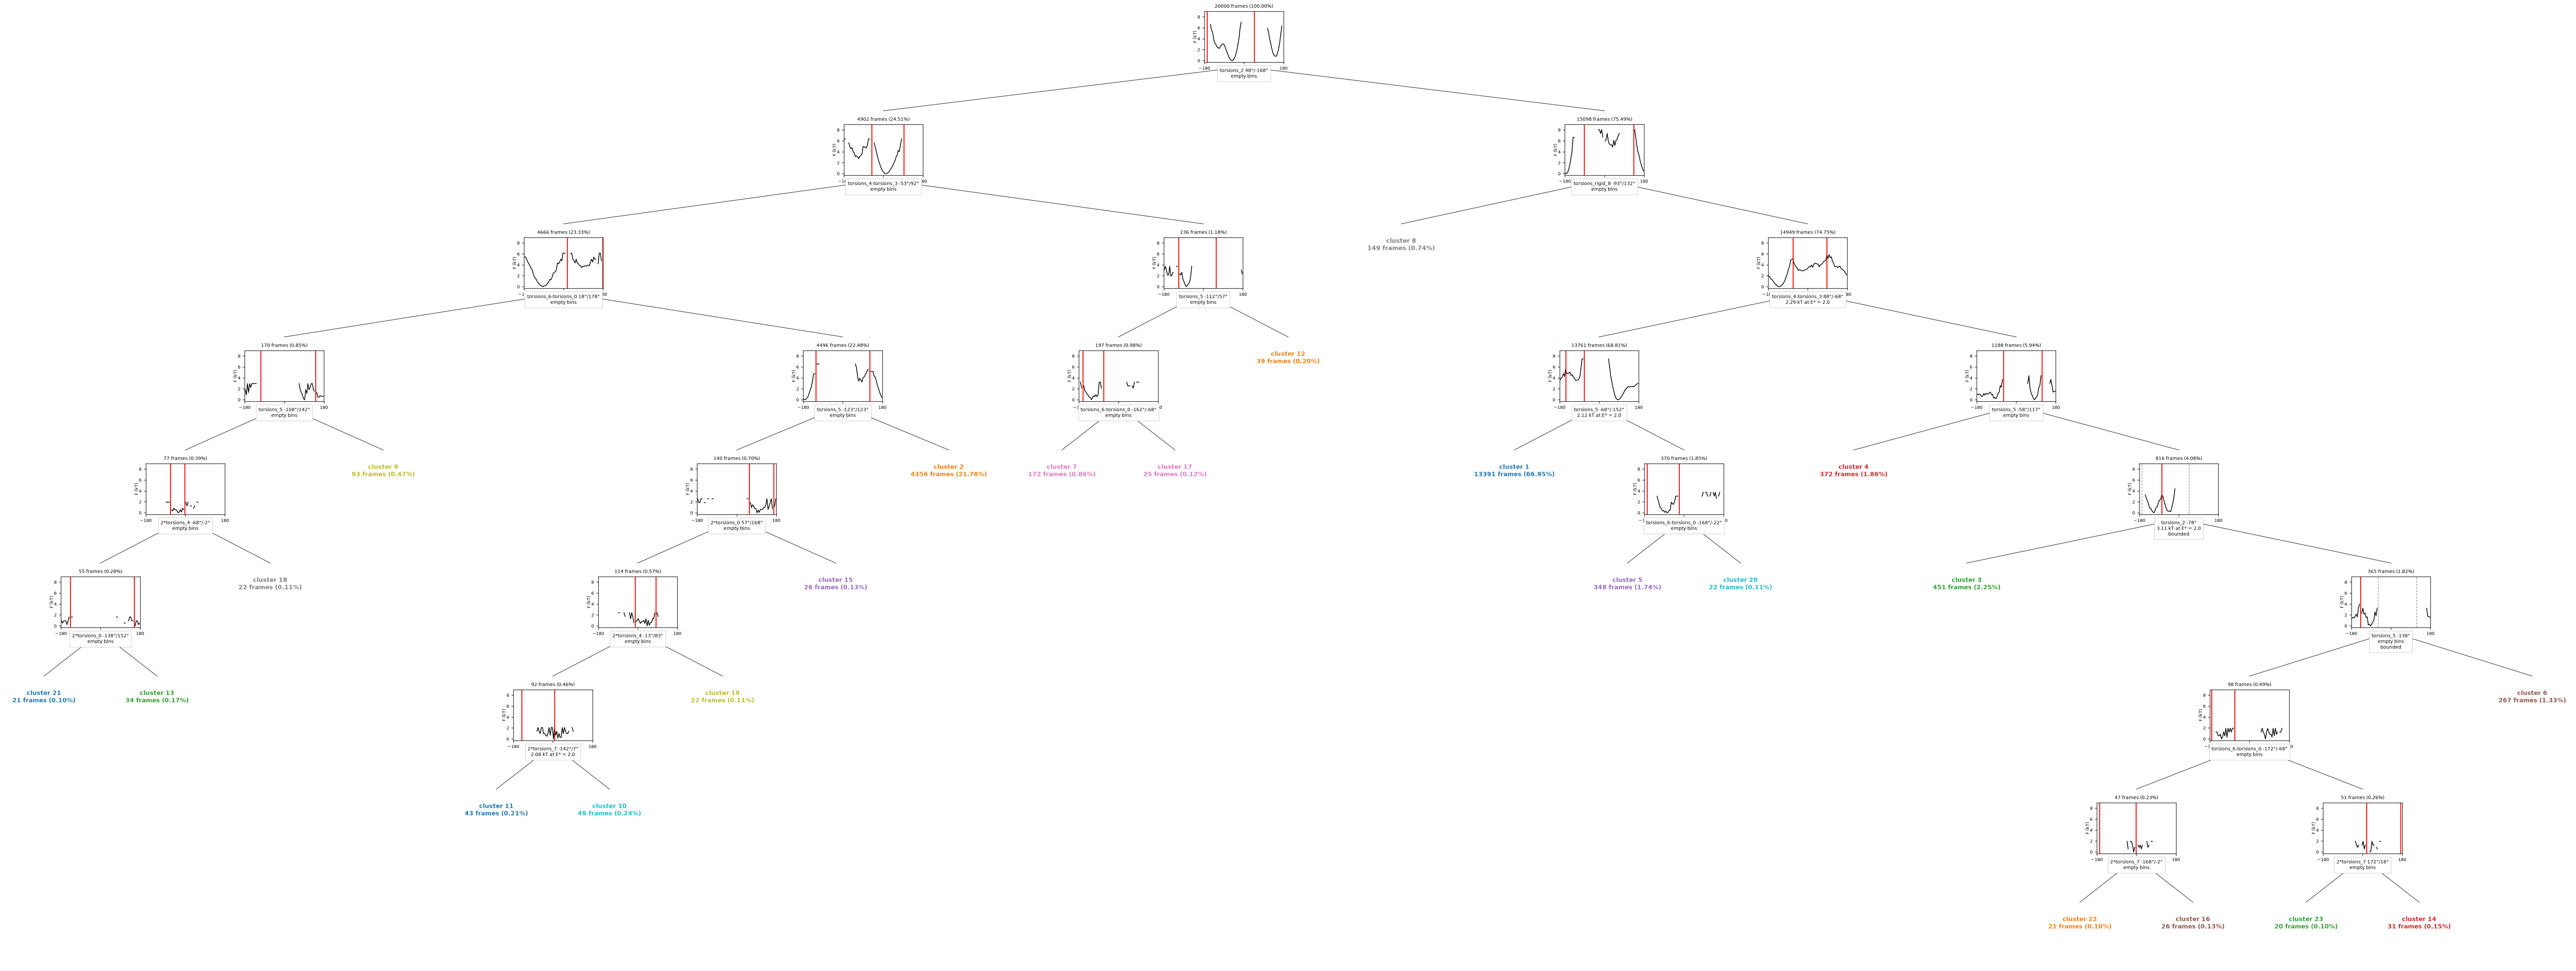 20000 frames (100.00%)
torsions_2 48°/-168°
empty bins
4902 frames (24.51%)
torsions_4-torsions_3 -53°/92°
empty bins
15098 frames (75.49%)
torsions_rigid_8 -93°/132°
empty bins
4666 frames (23.33%)
torsions_6-torsions_0 18°/178°
empty bins
236 frames (1.18%)
torsions_5 -112°/57°
empty bins
cluster 8
149 frames (0.74%)
14949 frames (74.75%)
torsions_4-torsions_3 88°/-68°
2.29 kT at E* = 2.0
170 frames (0.85%)
torsions_5 -108°/142°
empty bins
4496 frames (22.48%)
torsions_5 -123°/123°
empty bins
197 frames (0.98%)
torsions_6-torsions_0 -162°/-68°
empty bins
cluster 12
39 frames (0.20%)
13761 frames (68.81%)
torsions_5 -68°/-152°
2.12 kT at E* = 2.0
1188 frames (5.94%)
torsions_5 -58°/117°
empty bins
77 frames (0.39%)
2*torsions_4 -68°/-2°
empty bins
cluster 9
93 frames (0.47%)
140 frames (0.70%)
2*torsions_0 57°/168°
empty bins
cluster 2
4356 frames (21.78%)
cluster 7
172 frames (0.86%)
cluster 17
25 frames (0.12%)
cluster 1
13391 frames (66.95%)
370 frames (1.85%)
torsions_6-torsions_0 -168°/-22°
empty bins
cluster 4
372 frames (1.86%)
816 frames (4.08%)
torsions_2 -78°
3.11 kT at E* = 2.0
bounded
55 frames (0.28%)
2*torsions_0 -138°/152°
empty bins
cluster 18
22 frames (0.11%)
114 frames (0.57%)
2*torsions_4 -13°/83°
empty bins
cluster 15
26 frames (0.13%)
cluster 5
348 frames (1.74%)
cluster 20
22 frames (0.11%)
cluster 3
451 frames (2.25%)
365 frames (1.82%)
torsions_5 -138°
empty bins
bounded
cluster 21
21 frames (0.10%)
cluster 13
34 frames (0.17%)
92 frames (0.46%)
2*torsions_7 -142°/7°
2.08 kT at E* = 2.0
cluster 19
22 frames (0.11%)
98 frames (0.49%)
torsions_6-torsions_0 -172°/-68°
empty bins
cluster 6
267 frames (1.33%)
cluster 11
43 frames (0.21%)
cluster 10
49 frames (0.24%)
47 frames (0.23%)
2*torsions_7 -168°/-2°
empty bins
51 frames (0.26%)
2*torsions_7 172°/18°
empty bins
cluster 22
21 frames (0.10%)
cluster 16
26 frames (0.13%)
cluster 23
20 frames (0.10%)
cluster 14
31 frames (0.15%)